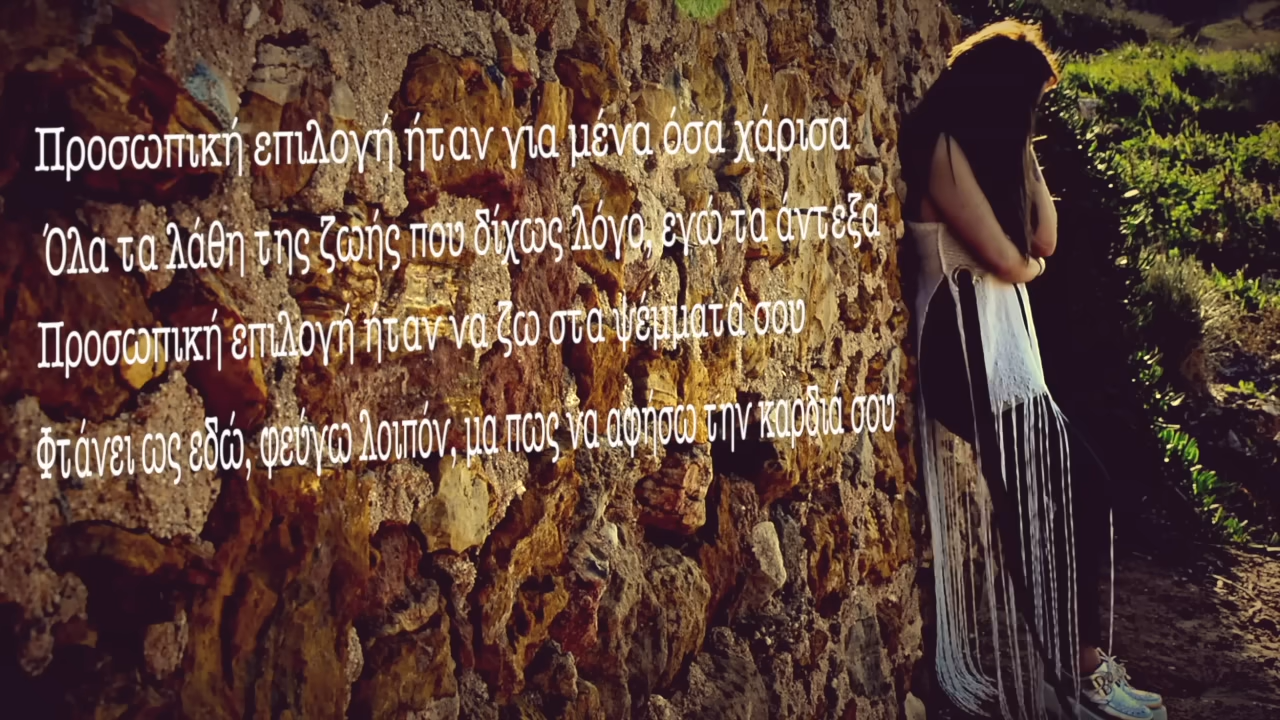 Προσωπική επιλογή ήταν για μένα όσα χάρισα
Όλα τα λάθη της ζωής που δίχως λόγο, εγώ τα άντεξα
Προσωπική επιλογή ήταν να ζω στα ψέμματά σου
Φτάνει ως εδώ, φεύγω λοιπόν, μα πως να αφήσω την καρδιά σου